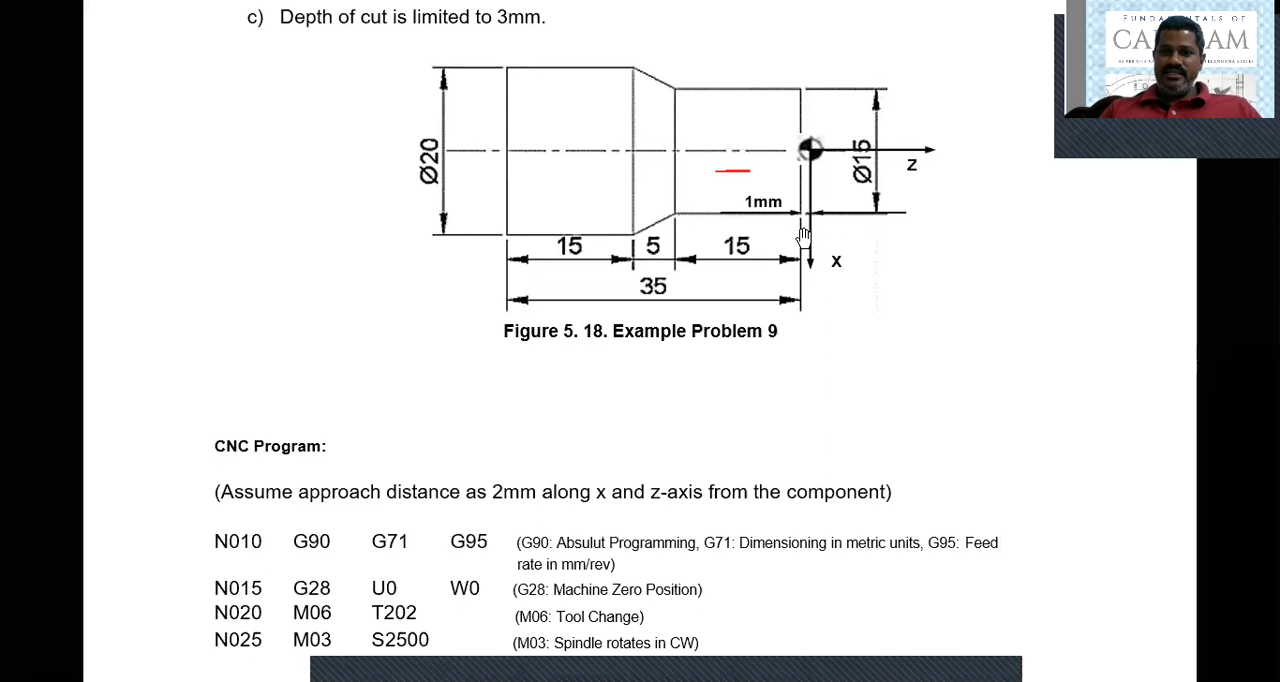 c) Depth of cut is limited to 3mm.
FUNDAMENTALS OF
Ø20
Ø15
Z
1mm
15 5 15
X
35
Figure 5. 18. Example Problem 9
CNC Program:
(Assume approach distance as 2mm along x and z-axis from the component)
N010 G90 G71 G95 (G90: Absulut Programming, G71: Dimensioning in metric units, G95: Feed
rate in mm/rev)
N015 G28 U0 W0 (G28: Machine Zero Position)
N020 M06 T202 (M06: Tool Change)
N025 M03 S2500 (M03: Spindle rotates in CW)